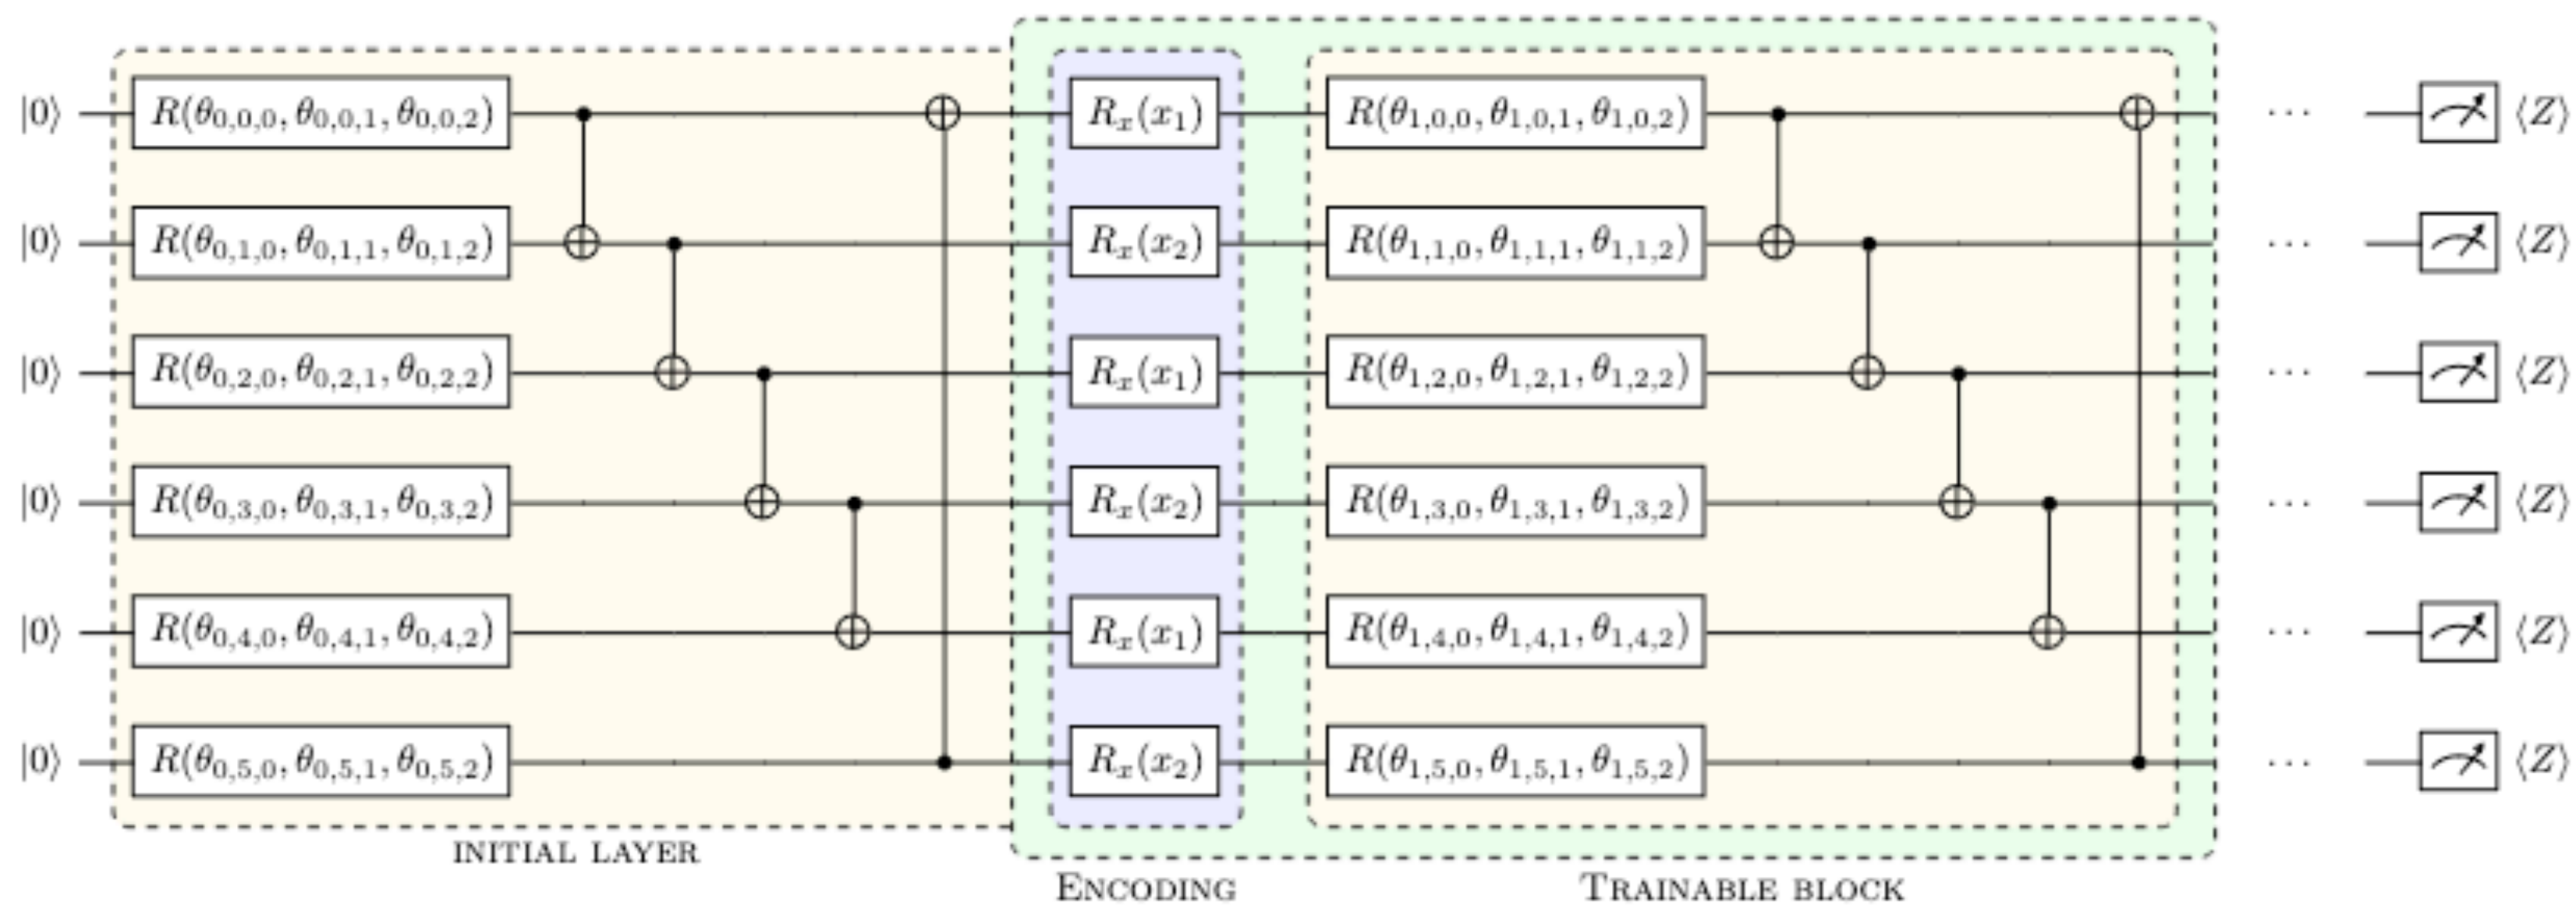 |0⟩ R(θ0,0,0, θ0,0,1, θ0,0,2) Rx(x1) R(θ1,0,0, θ1,0,1, θ1,0,2) ... ⟨Z⟩
|0⟩ R(θ0,1,0, θ0,1,1, θ0,1,2) Rx(x2) R(θ1,1,0, θ1,1,1, θ1,1,2) ... ⟨Z⟩
|0⟩ R(θ0,2,0, θ0,2,1, θ0,2,2) Rx(x1) R(θ1,2,0, θ1,2,1, θ1,2,2) ... ⟨Z⟩
|0⟩ R(θ0,3,0, θ0,3,1, θ0,3,2) Rx(x2) R(θ1,3,0, θ1,3,1, θ1,3,2) ... ⟨Z⟩
|0⟩ R(θ0,4,0, θ0,4,1, θ0,4,2) Rx(x1) R(θ1,4,0, θ1,4,1, θ1,4,2) ... ⟨Z⟩
|0⟩ R(θ0,5,0, θ0,5,1, θ0,5,2) Rx(x2) R(θ1,5,0, θ1,5,1, θ1,5,2) ... ⟨Z⟩
INITIAL LAYER
ENCODING TRAINABLE BLOCK